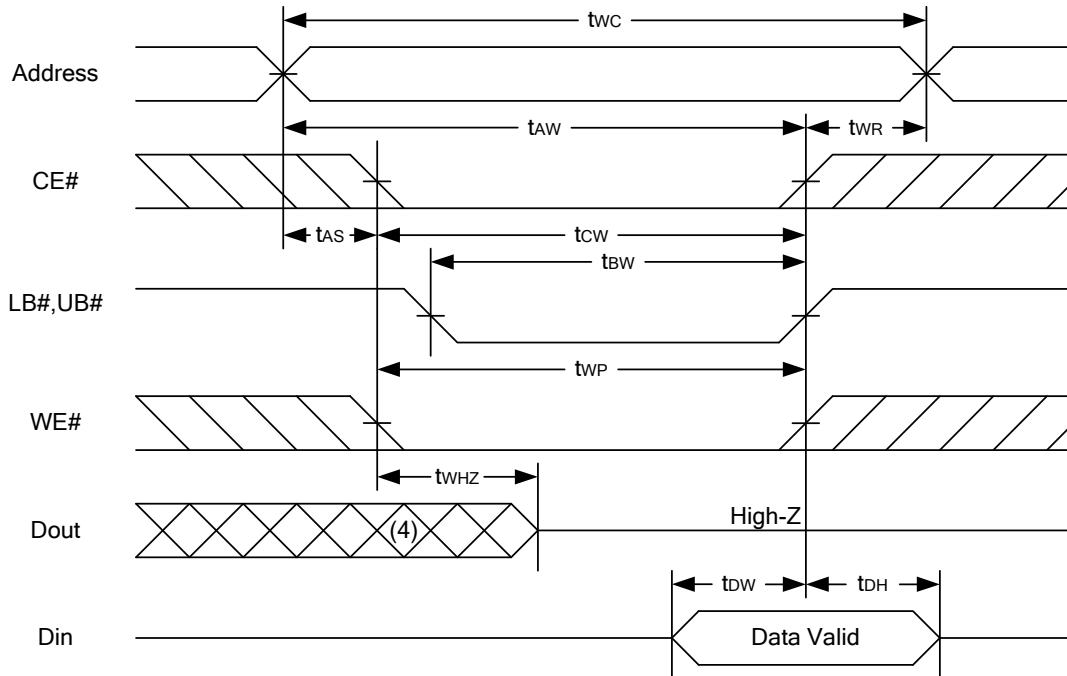 tWC
Address
tAW
tWR
CE#
tAS
tCW
tBW
LB#,UB#
tWP
WE#
tWHZ
Dout
(4)
High-Z
tDW
tDH
Din
Data Valid